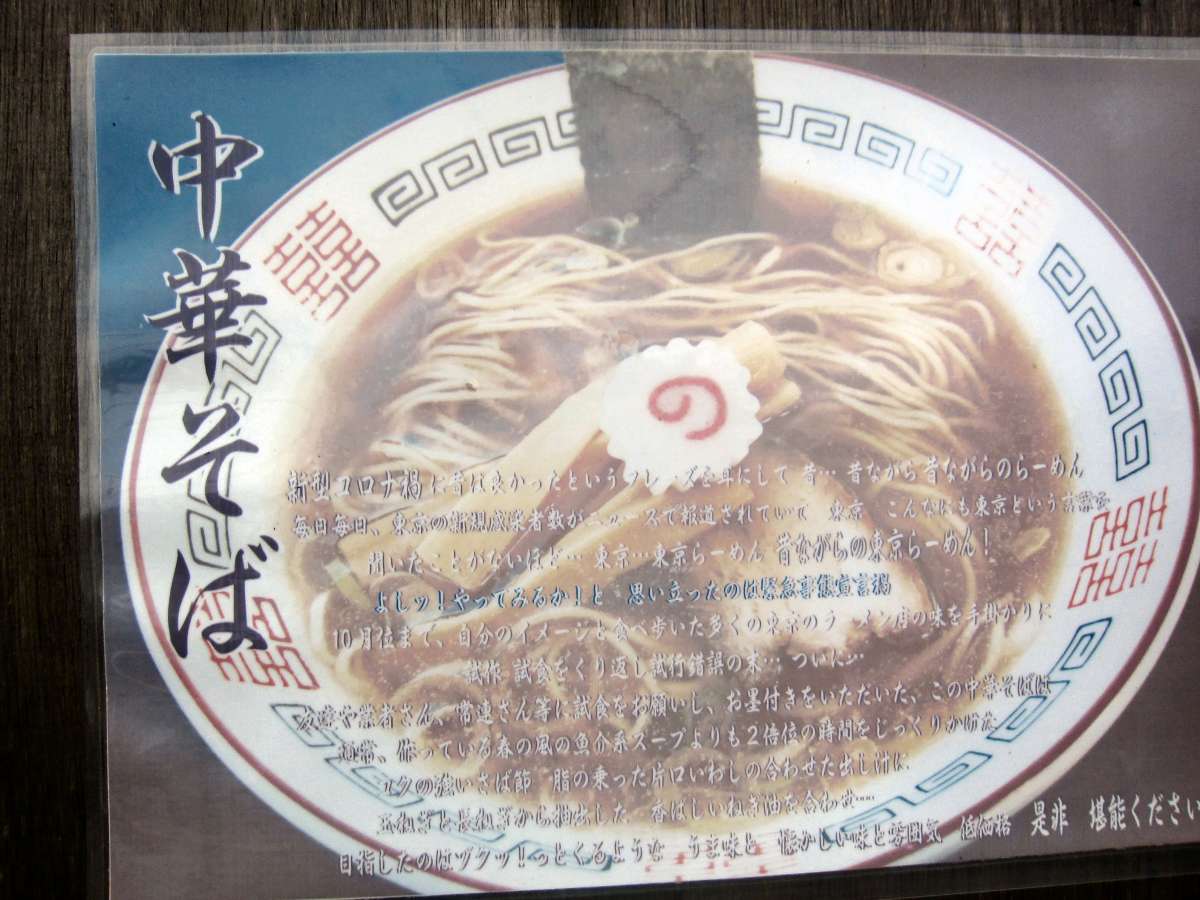 中華そば
の
新型コロナ禍に昔は良かったというフレーズを耳にして 昔… 昔ながら昔ながらのらーめん
毎日毎日、東京の新規感染者数がニュースで報道されていて 東京 こんなにも東京という言葉を
聞いたことがないほど… 東京…東京らーめん 昔ながらの東京らーめん！
よしッ！やってみるか！と 思い立ったのは緊急事態宣言禍
10月位まで、自分のイメージと食べ歩いた多くの東京のラーメン店の味を手掛かりに
試作 試食をくり返し試行錯誤の末… ついに…
業者さん、常連さん等に試食をお願いし、お墨付きをいただいた、この中華そばは
通常、作っている春の風の魚介系スープよりも2倍位の時間をじっくりかけた
コクの強いさば節 脂の乗った片口いわしの合わせた出し汁に
玉ねぎと長ねぎから抽出した 香ばしいねぎ油を合わせ…
目指したのはヅクッ！っとくるような うま味と 懐かしい味と雰囲気 低価格 是非 堪能ください